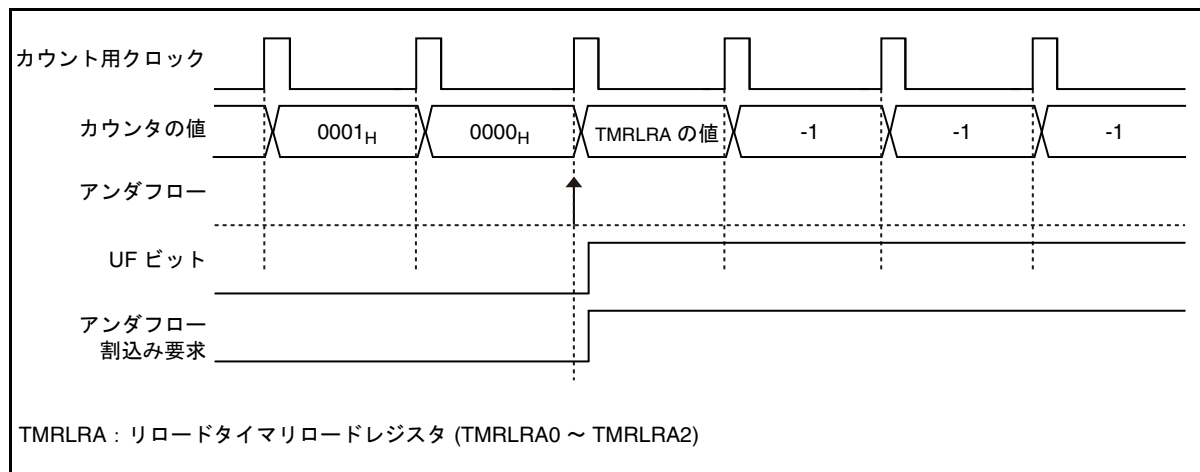 カウント用クロック
カウンタの値 0001H 0000H TMRLRA の値 -1 -1 -1
アンダフロー
UF ビット
アンダフロー
割込み要求
TMRLRA : リロードタイマリロードレジスタ (TMRLRA0 ～ TMRLRA2)